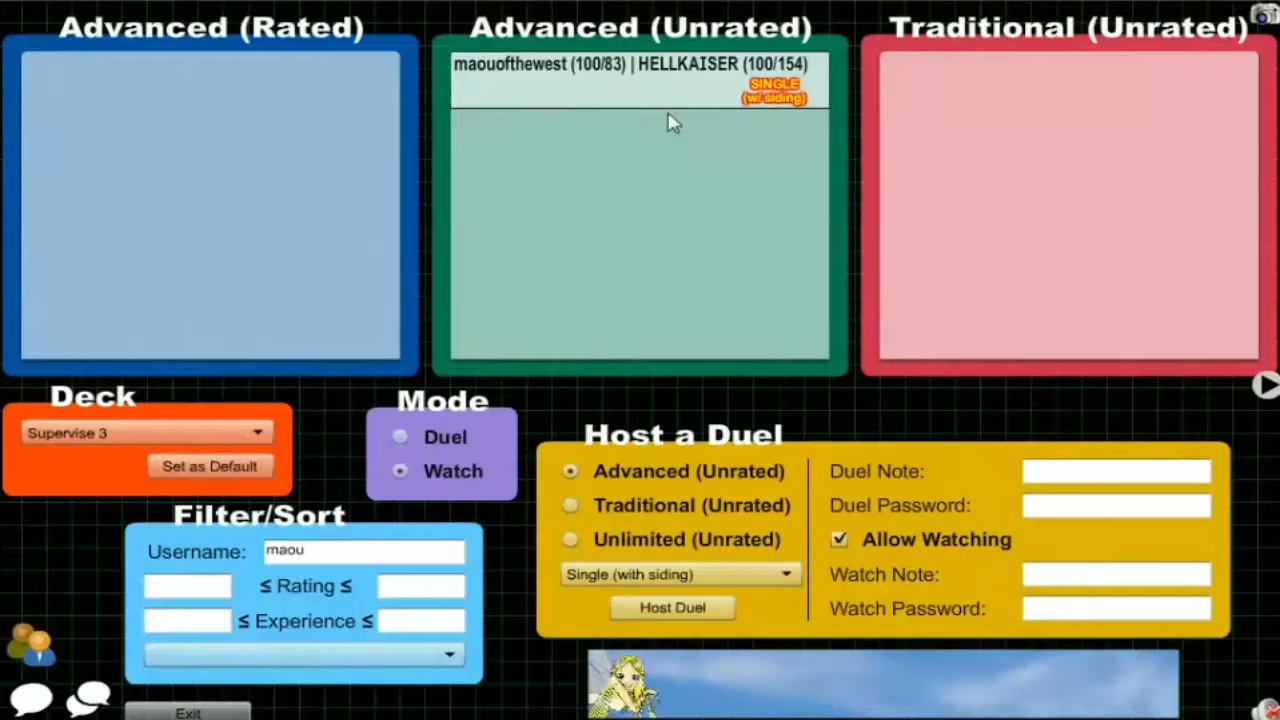 Advanced (Rated)
Advanced (Unrated)
Traditional (Unrated)
maouofthewest (100/83) | HELLKAISER (100/154)
SINGLE
(w/ siding)
Deck
Supervise 3
Set as Default
Mode
Duel
Watch
Filter/Sort
Username: maou
≤ Rating ≤
≤ Experience ≤
Exit
Host a Duel
Advanced (Unrated)
Traditional (Unrated)
Unlimited (Unrated)
Single (with siding)
Host Duel
Duel Note:
Duel Password:
Allow Watching
Watch Note:
Watch Password: